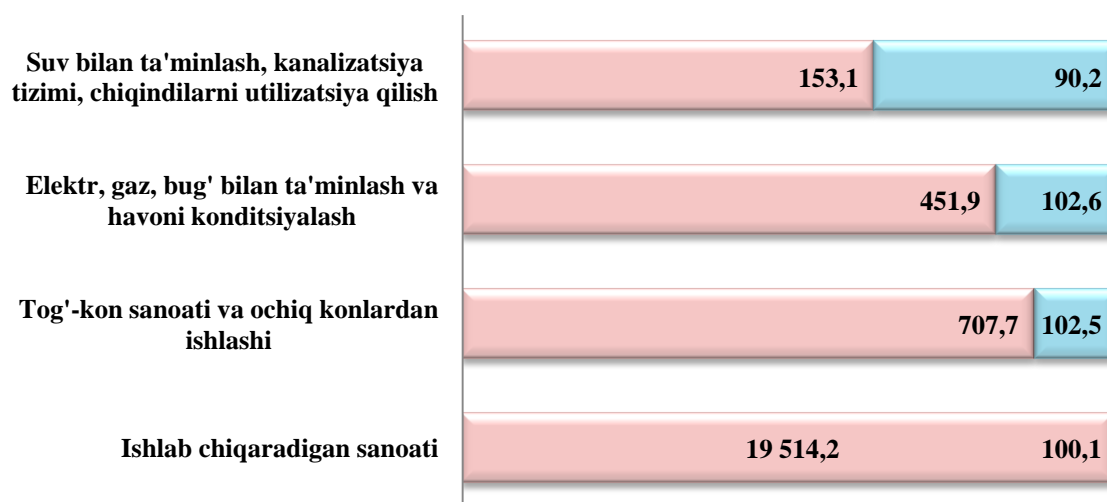 Suv bilan ta'minlash, kanalizatsiya
tizimi, chiqindilarni utilizatsiya qilish
153,1 90,2
Elektr, gaz, bug' bilan ta'minlash va
havoni konditsiyalash
451,9 102,6
Tog'-kon sanoati va ochiq konlardan
ishlashi
707,7 102,5
Ishlab chiqaradigan sanoati
19 514,2 100,1